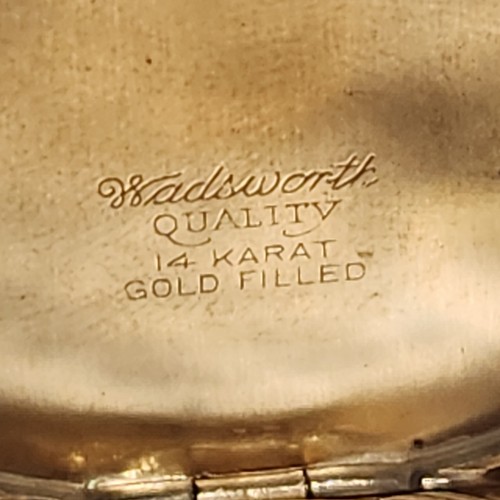 Wadsworth
QUALITY
14 KARAT
GOLD FILLED